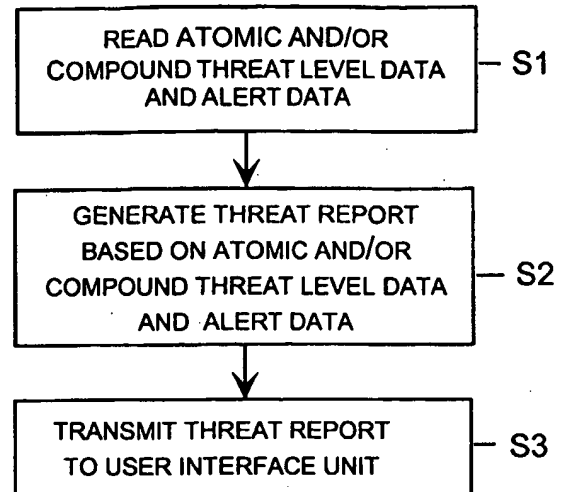 READ ATOMIC AND/OR
COMPOUND THREAT LEVEL DATA
AND ALERT DATA
S1
GENERATE THREAT REPORT
BASED ON ATOMIC AND/OR
COMPOUND THREAT LEVEL DATA
AND ALERT DATA
S2
TRANSMIT THREAT REPORT
TO USER INTERFACE UNIT
S3